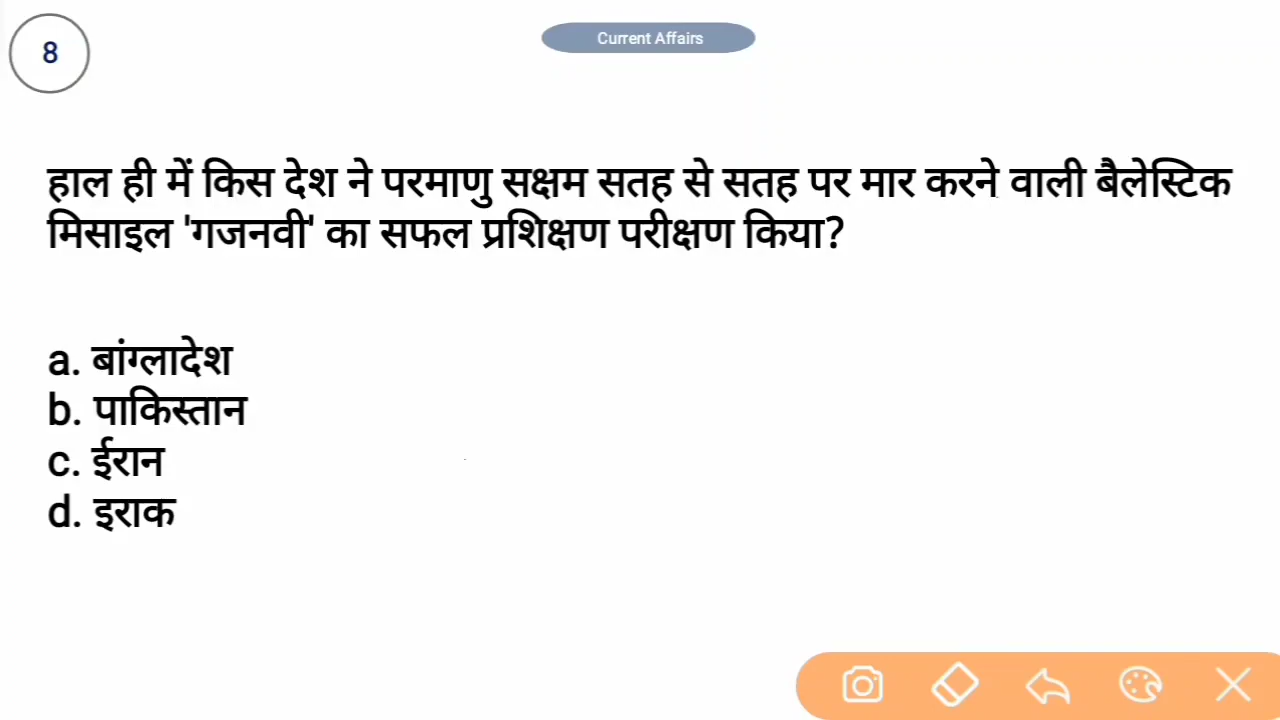 8
Current Affairs
हाल ही में किस देश ने परमाणु सक्षम सतह से सतह पर मार करने वाली बैलेस्टिक
मिसाइल 'गजनवी' का सफल प्रशिक्षण परीक्षण किया?
a. बांग्लादेश
b. पाकिस्तान
c. ईरान
d. इराक